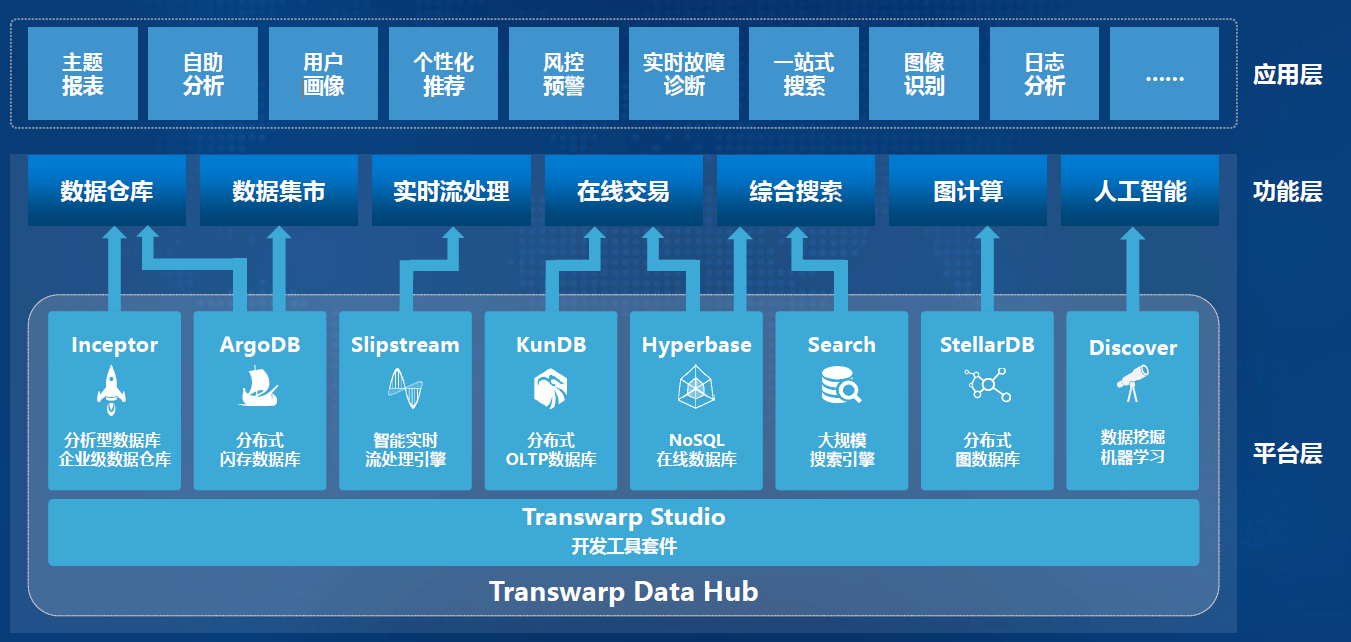 主题
报表
自助
分析
用户
画像
个性化
推荐
风控
预警
实时故障
诊断
一站式
搜索
图像
识别
日志
分析
......
应用层
数据仓库
数据集市
实时流处理
在线交易
综合搜索
图计算
人工智能
功能层
Inceptor
分析型数据库
企业级数据仓库
ArgoDB
分布式
闪存数据库
Slipstream
智能实时
流处理引擎
KunDB
分布式
OLTP数据库
Hyperbase
NoSQL
在线数据库
Search
大规模
搜索引擎
StellarDB
分布式
图数据库
Discover
数据挖掘
机器学习
平台层
Transwarp Studio
开发工具套件
Transwarp Data Hub